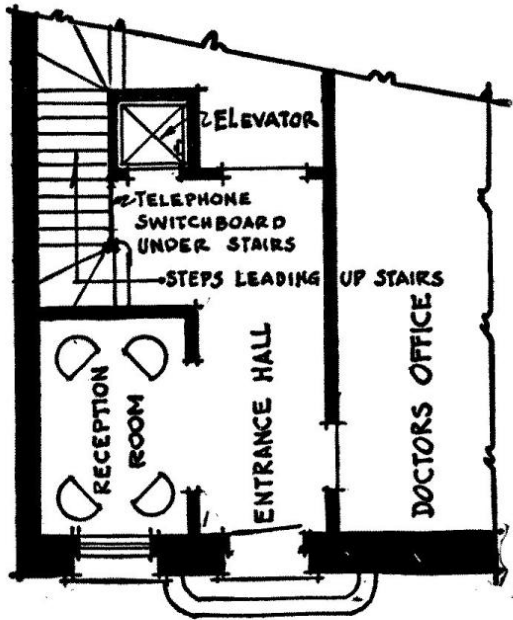 ELEVATOR
TELEPHONE
SWITCHBOARD
UNDER STAIRS
STEPS LEADING UP STAIRS
RECEPTION
ROOM
ENTRANCE HALL
DOCTORS OFFICE